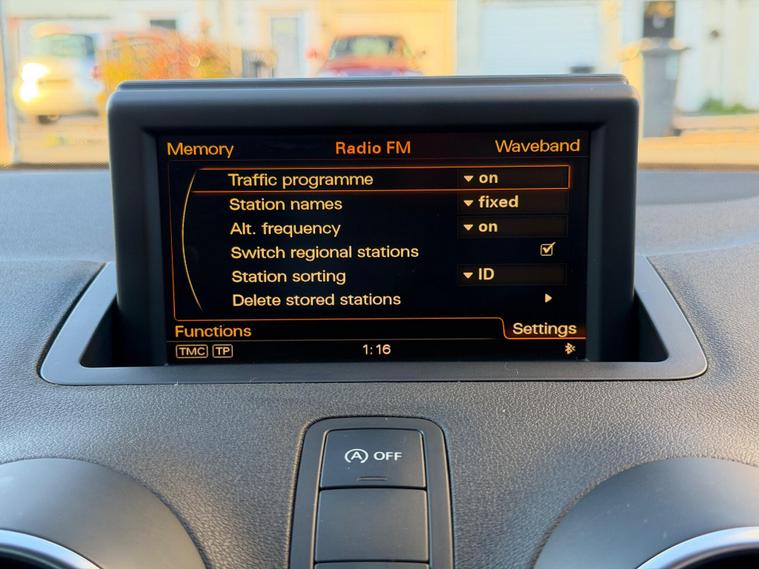 Memory Radio FM Waveband
Traffic programme on
Station names fixed
Alt. frequency on
Switch regional stations
Station sorting ID
Delete stored stations
Functions Settings
TMC TP 1:16
A OFF